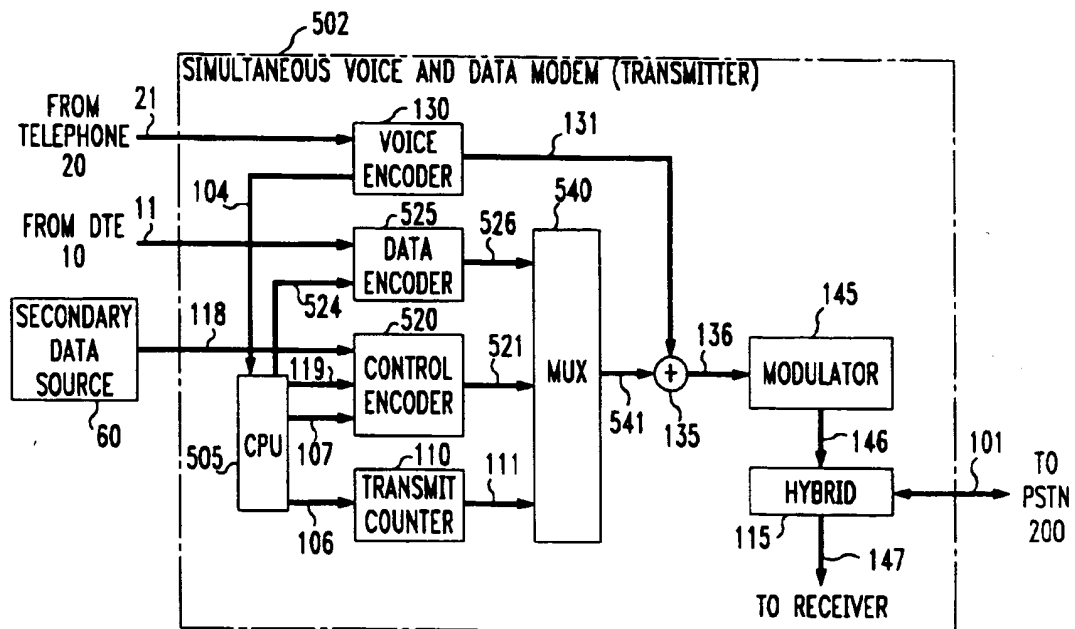 502
SIMULTANEOUS VOICE AND DATA MODEM (TRANSMITTER)
FROM
TELEPHONE
20
21
130
VOICE
ENCODER
131
104
540
FROM DTE
10
11
525
DATA
ENCODER
526
524
SECONDARY
DATA
SOURCE
60
118
520
CONTROL
ENCODER
521
119
107
MUX
541
+
135
136
145
MODULATOR
146
505
CPU
106
110
TRANSMIT
COUNTER
111
HYBRID
115
101
TO
PSTN
200
147
TO RECEIVER